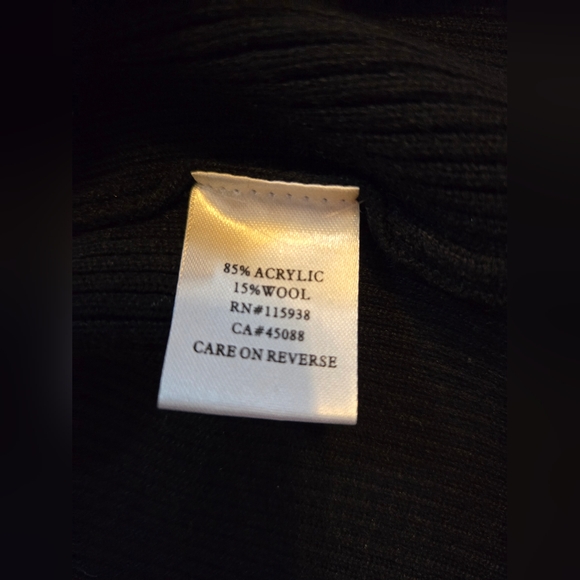 85% ACRYLIC
15%WOOL
RN#115938
CA#45088
CARE ON REVERSE